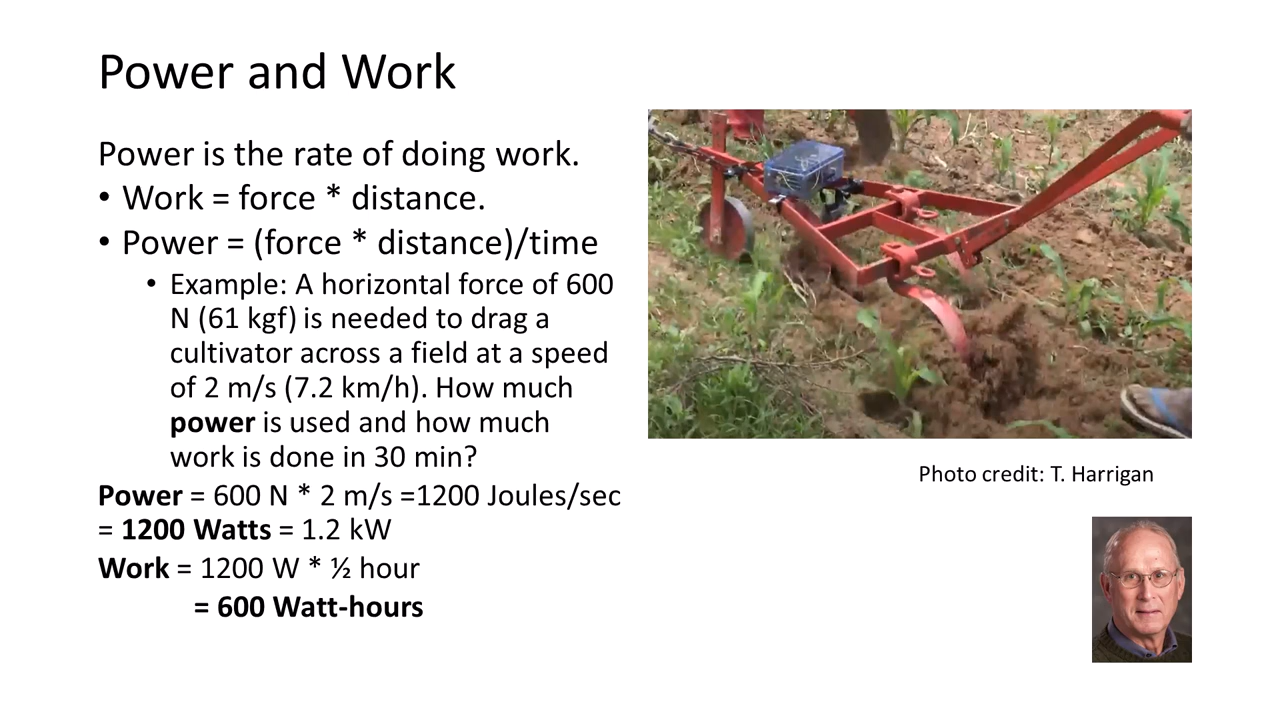 Power and Work
Power is the rate of doing work.
• Work = force * distance.
• Power = (force * distance)/time
• Example: A horizontal force of 600
N (61 kgf) is needed to drag a
cultivator across a field at a speed
of 2 m/s (7.2 km/h). How much
power is used and how much
work is done in 30 min?
Power = 600 N * 2 m/s =1200 Joules/sec
= 1200 Watts = 1.2 kW
Work = 1200 W * ½ hour
= 600 Watt-hours
Photo credit: T. Harrigan